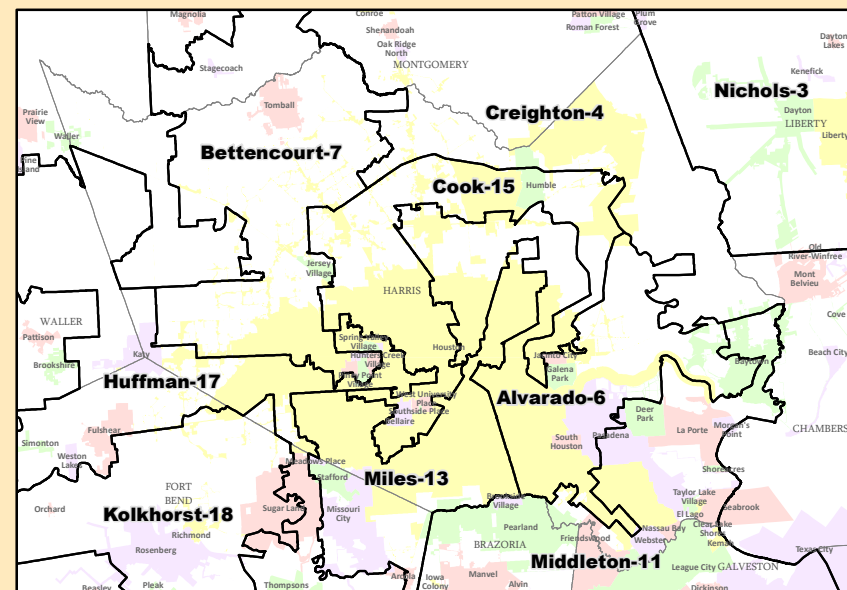 Magnolia
Conroe
Patton Village
Plum
Grove
Roman Forest
Shenandoah
Oak Ridge
North
MONTGOMERY
Stagecoach
Dayton
Lakes
Kenefick
Nichols-3
Tomball
Creighton-4
Dayton
LIBERTY
Liberty
Prairie
View
Waller
Bettencourt-7
Cook-15
Humble
Jersey
Village
HARRIS
Old
River-Winfree
Mont
Belvieu
Cove
WALLER
Pattison
Brookshire
Katy
Spring Valley
Village
Hunters Creek
Village
Piney Point
Village
Houston
Jacinto City
Galena
Park
Baytown
Beach City
Huffman-17
West University
Place
Southside Place
Bellaire
Alvarado-6
Deer
Park
La Porte
Morgan's
Point
CHAMBERS
Fulshear
Simonton
Weston
Lakes
South
Houston
Pasadena
Meadows Place
Stafford
Miles-13
Shoreacres
FORT
BEND
Orchard
Kolkhorst-18
Sugar Land
Missouri
City
Brookside
Village
Taylor Lake
Village
Seabrook
El Lago
Nassau Bay
Clear Lake
Shores
Webster
Kemah
Richmond
Rosenberg
Pearland
Friendswood
BRAZORIA
Middleton-11
Texas City
League City
GALVESTON
Beasley
Pleak
Thompsons
Arcola
Iowa
Colony
Manvel
Alvin
Dickinson